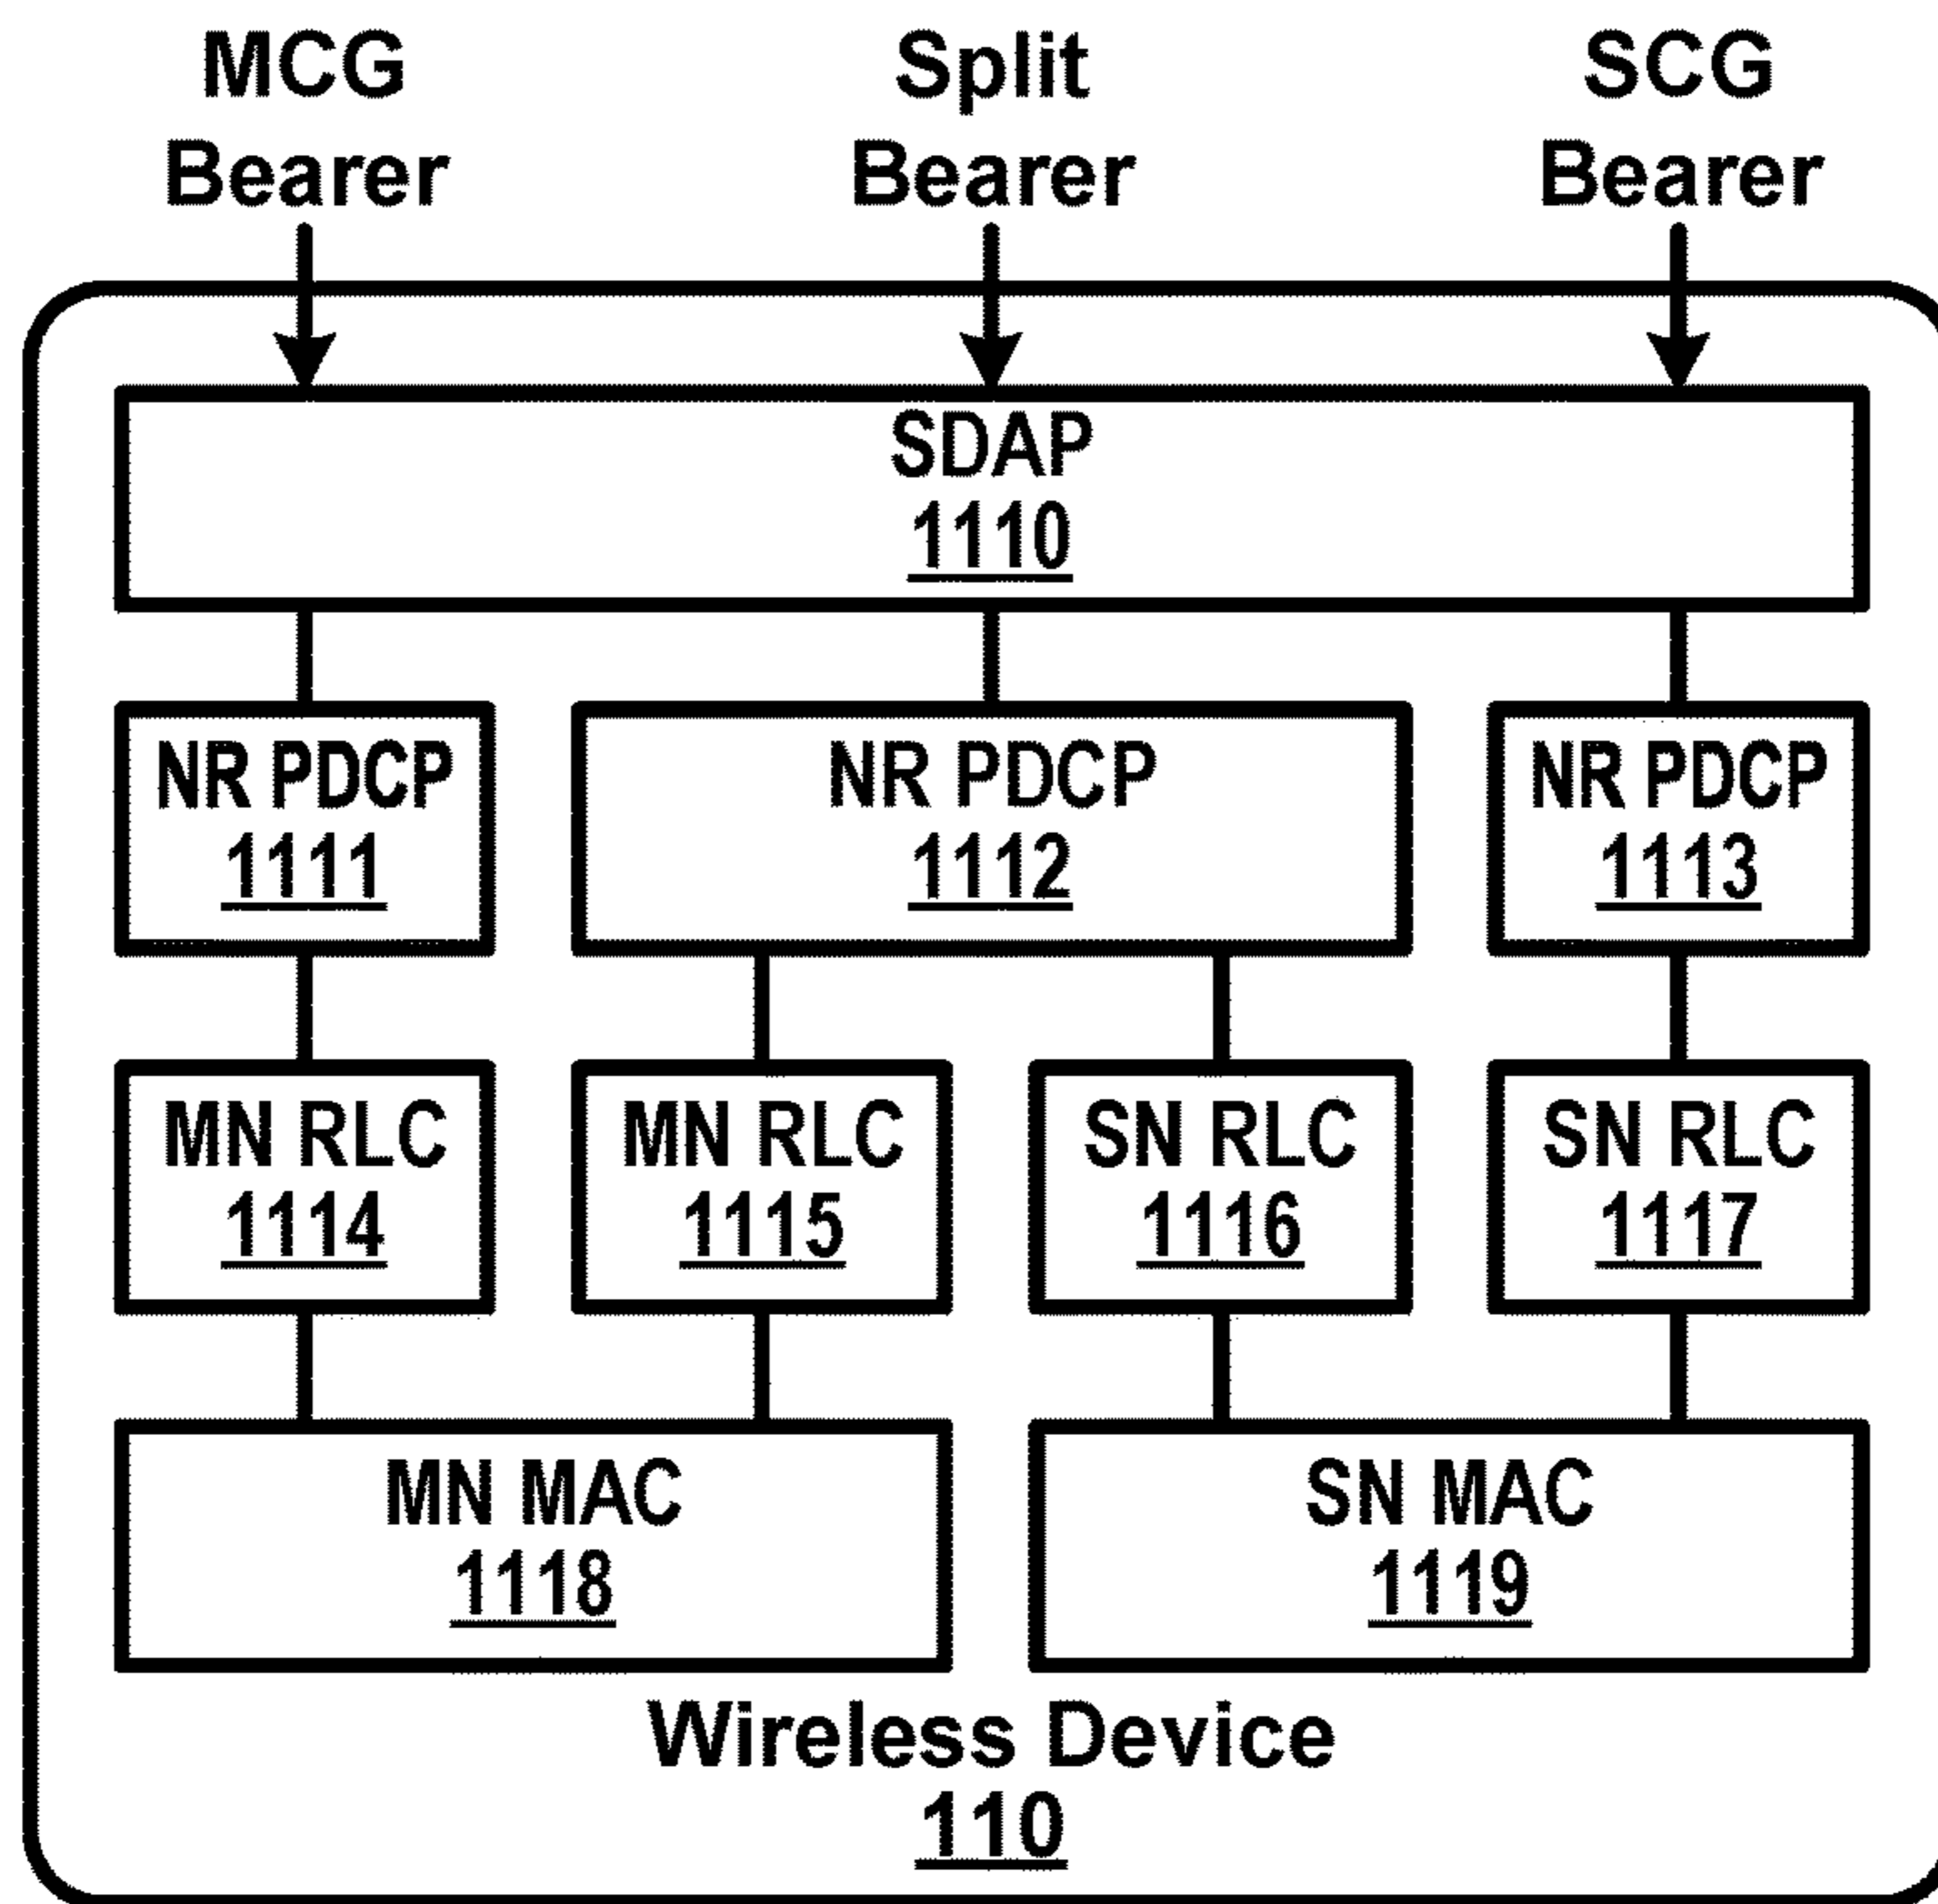 MCG
Bearer
Split
Bearer
SCG
Bearer
SDAP
1110
NR PDCP
1111
NR PDCP
1112
NR PDCP
1113
MN RLC
1114
MN RLC
1115
SN RLC
1116
SN RLC
1117
MN MAC
1118
SN MAC
1119
Wireless Device
110